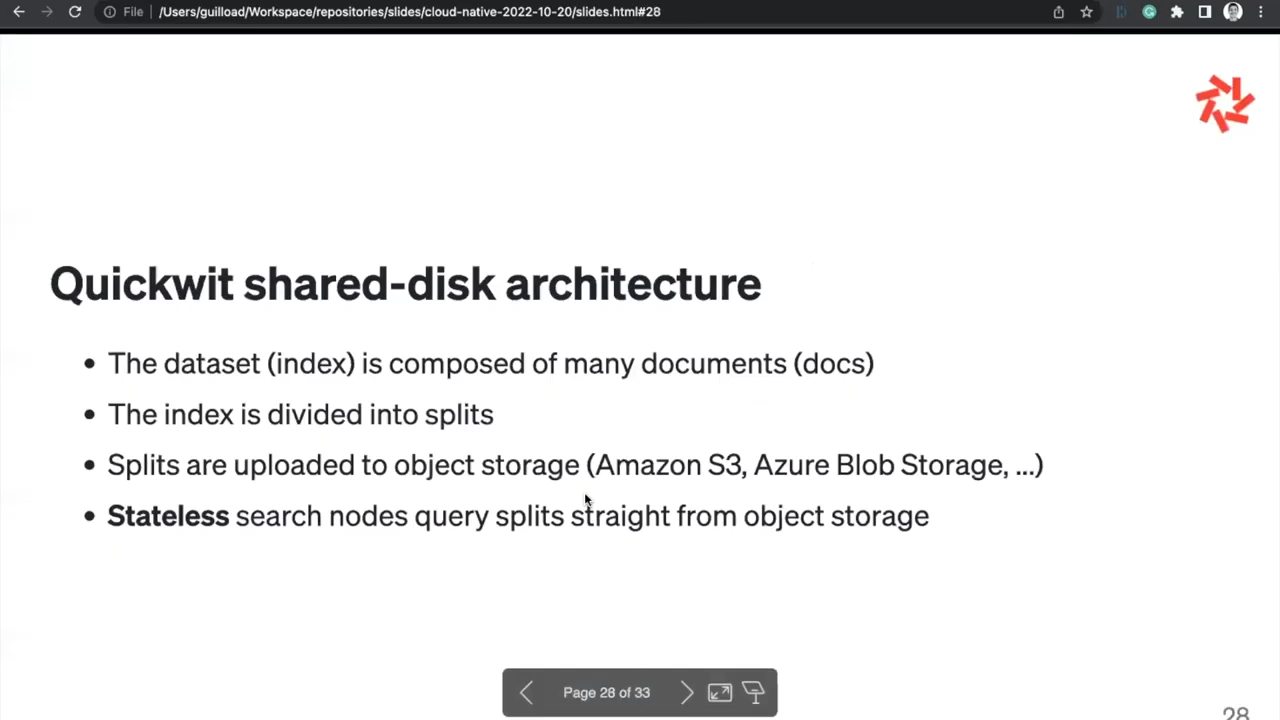 File
/Users/guilload/Workspace/repositories/slides/cloud-native-2022-10-20/slides.html#28
Quickwit shared-disk architecture
• The dataset (index) is composed of many documents (docs)
• The index is divided into splits
• Splits are uploaded to object storage (Amazon S3, Azure Blob Storage, ...)
• Stateless search nodes query splits straight from object storage
Page 28 of 33
28